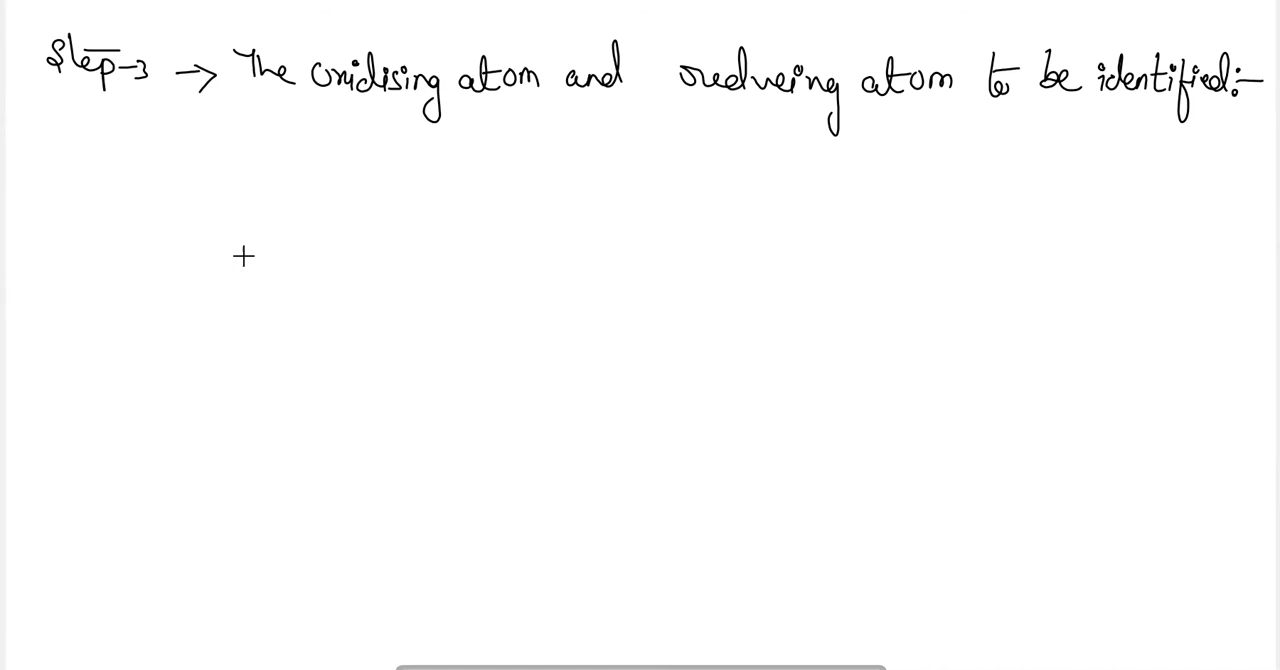 Step-3 → The oxidising atom and reducing atom to be identified:-
+